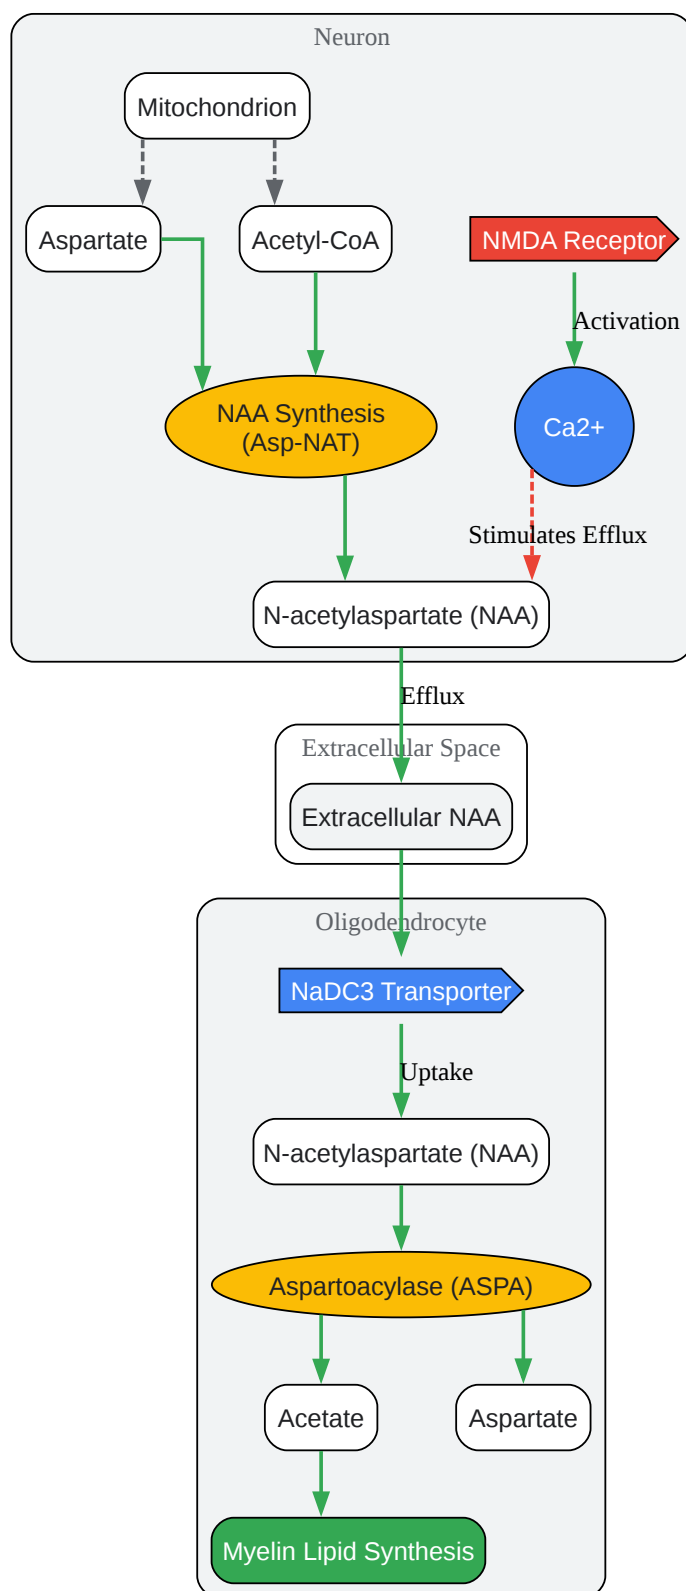 Neuron
Mitochondrion
Aspartate
Acetyl-CoA
NMDA Receptor
Activation
NAA Synthesis
(Asp-NAT)
Ca2+
Stimulates Efflux
N-acetylaspartate (NAA)
Efflux
Extracellular Space
Extracellular NAA
Oligodendrocyte
NaDC3 Transporter
Uptake
N-acetylaspartate (NAA)
Aspartoacylase (ASPA)
Acetate
Aspartate
Myelin Lipid Synthesis